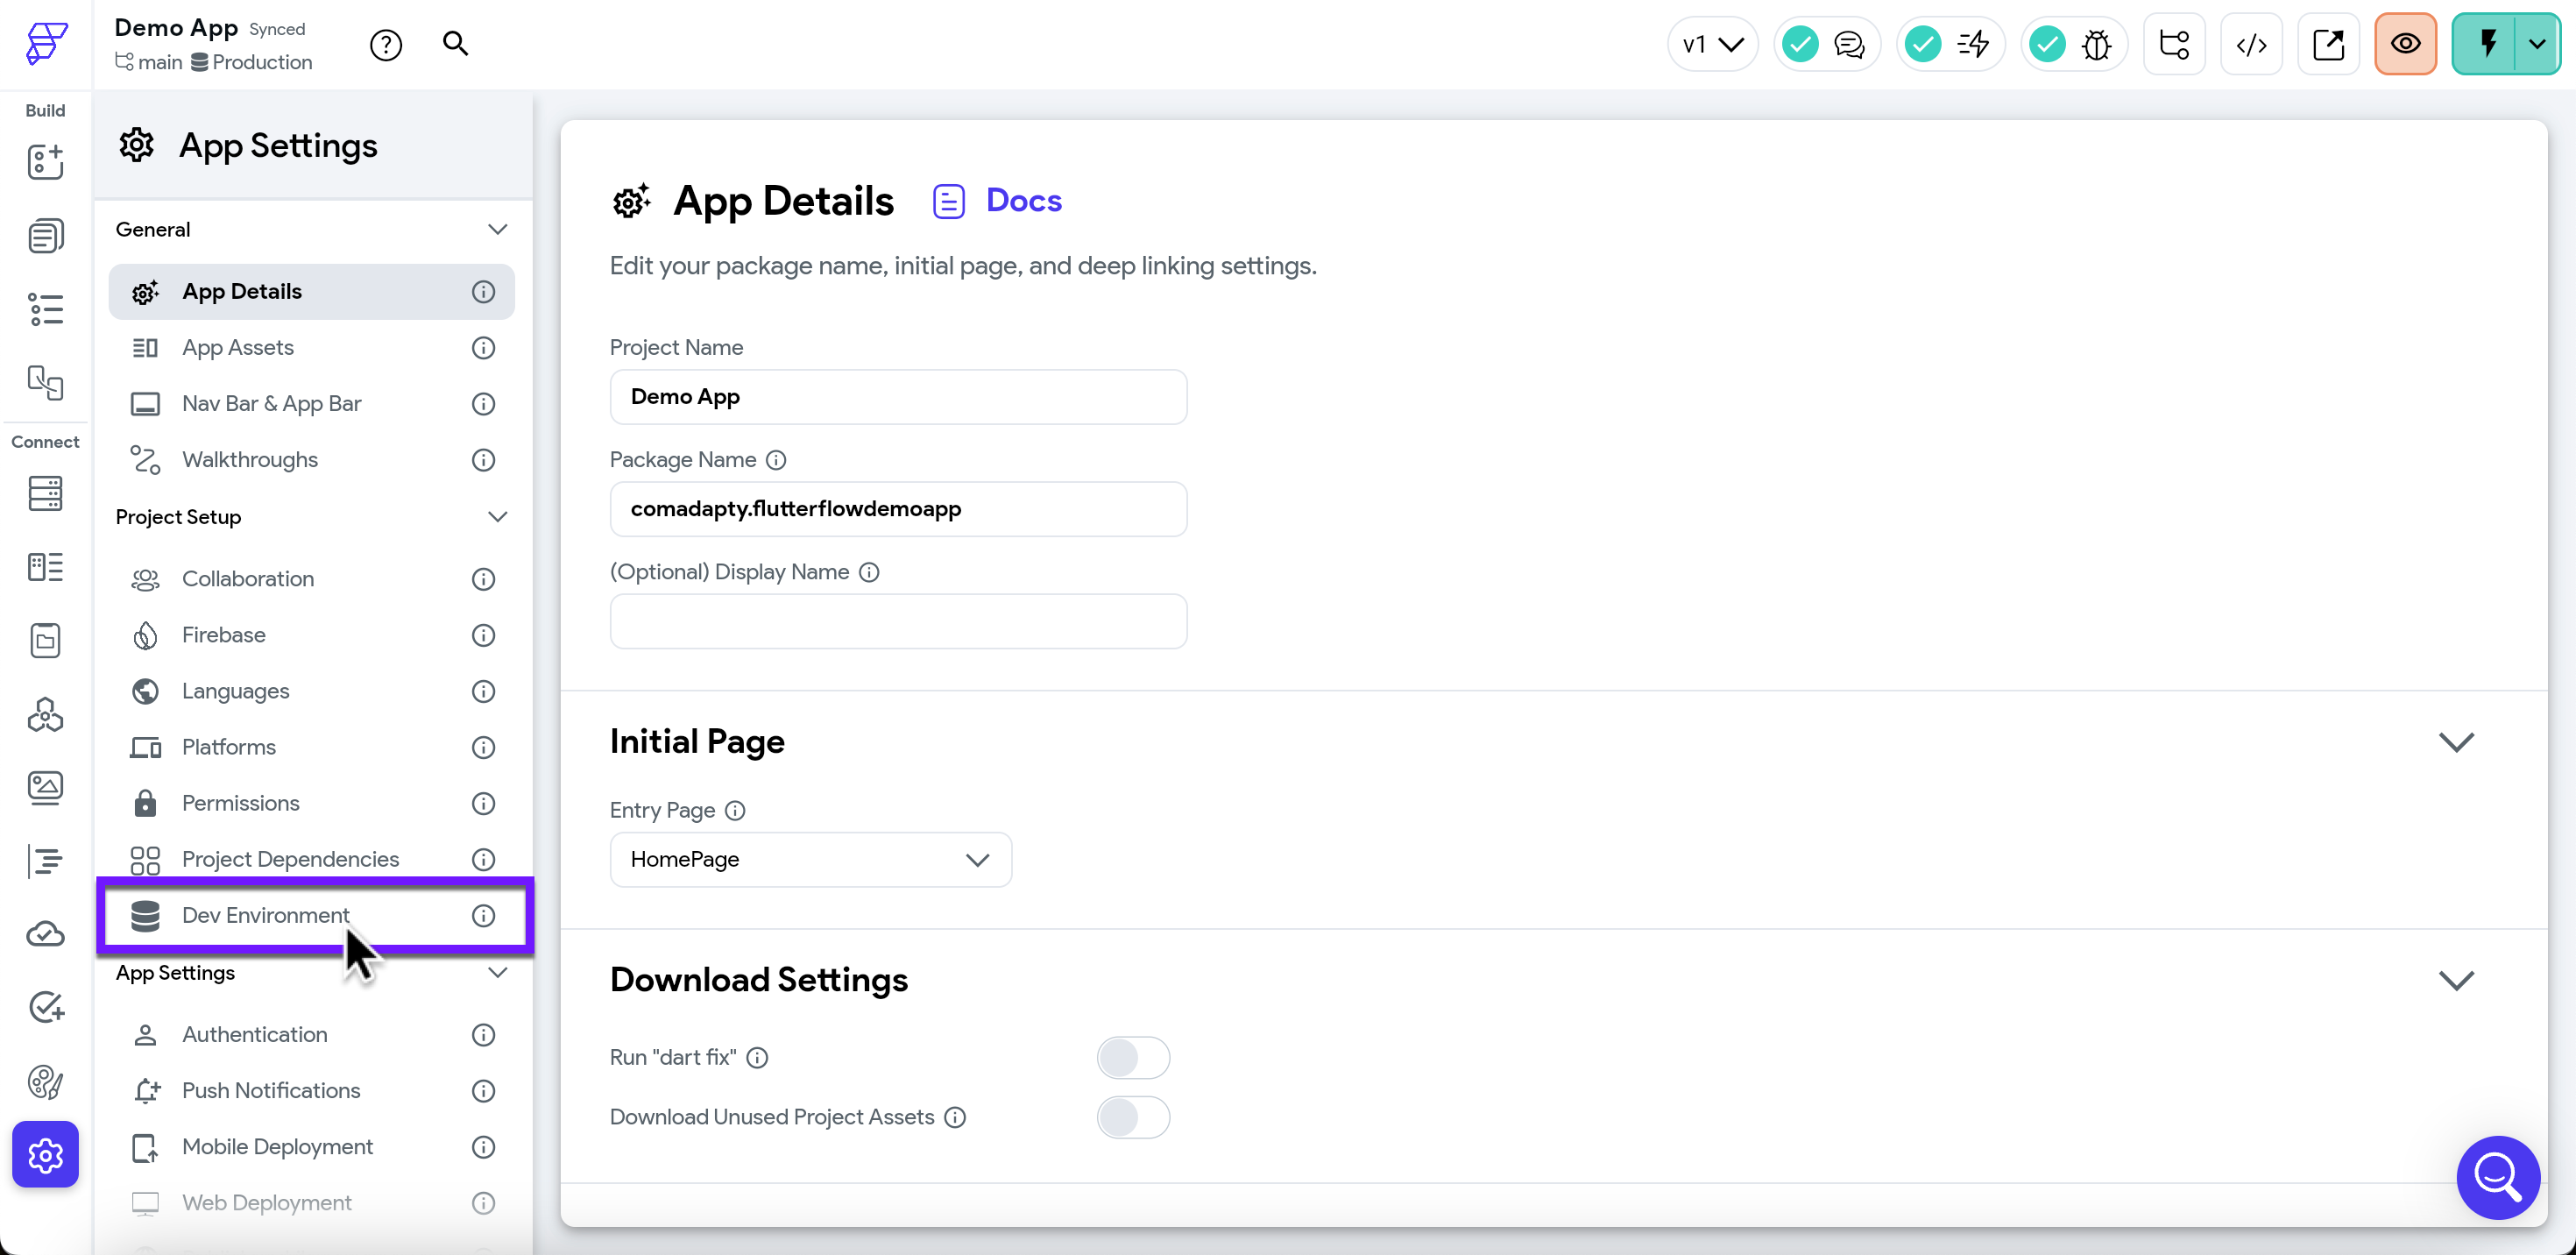 Demo App Synced
main Production
v1
Build
Connect
App Settings
General
App Details
App Assets
Nav Bar & App Bar
Walkthroughs
Project Setup
Collaboration
Firebase
Languages
Platforms
Permissions
Project Dependencies
Dev Environment
App Settings
Authentication
Push Notifications
Mobile Deployment
Web Deployment
App Details Docs
Edit your package name, initial page, and deep linking settings.
Project Name
Demo App
Package Name
comadapty.flutterflowdemoapp
(Optional) Display Name
Initial Page
Entry Page
HomePage
Download Settings
Run "dart fix"
Download Unused Project Assets